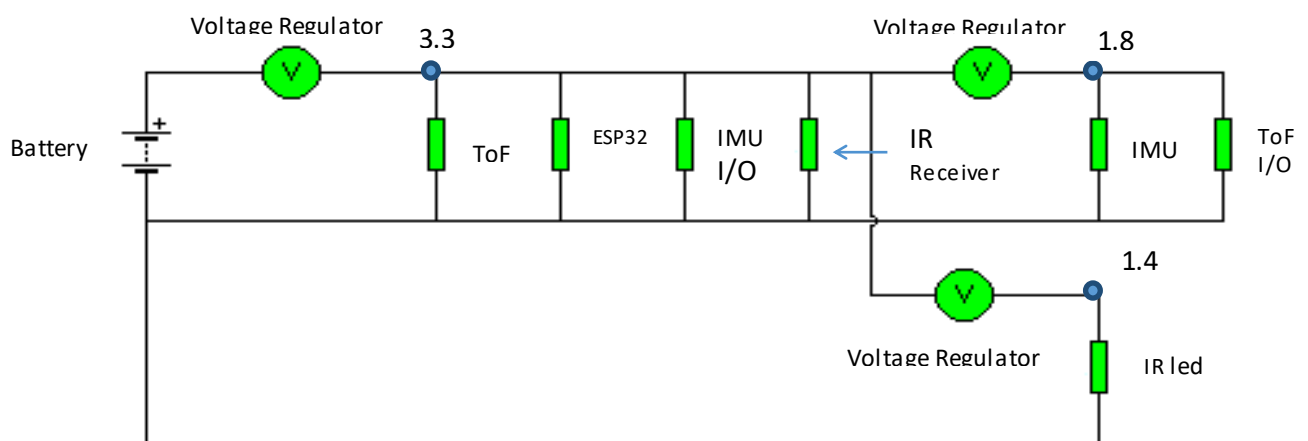 Voltage Regulator
3.3
Voltage Regulator
1.8
V
V
+
Battery
ToF
ESP32
IMU
I/O
IR
Receiver
IMU
ToF
I/O
1.4
V
Voltage Regulator
IR led